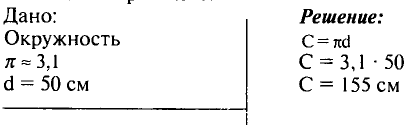 Дано:
Окружность
π ≈ 3,1
d = 50 см
Решение:
C = πd
C = 3,1 · 50
C = 155 см